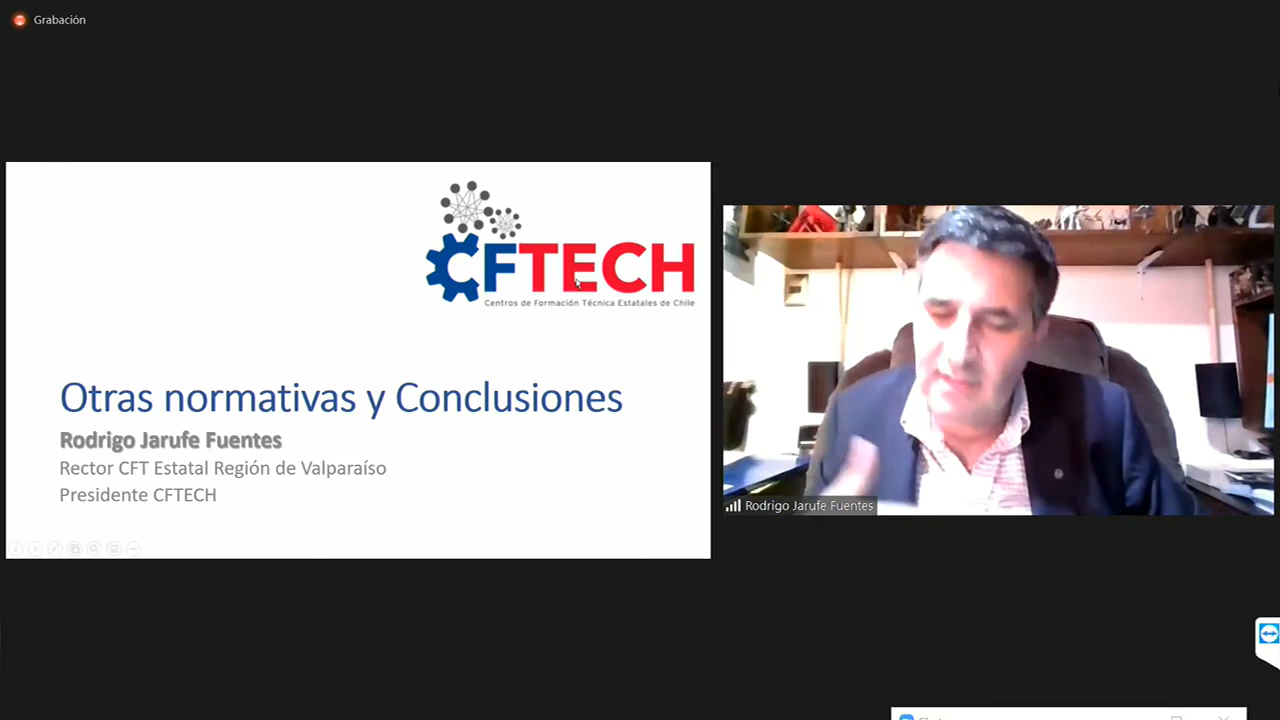 Grabación
CFTECH
Centros de Formación Técnica Estatales de Chile
Otras normativas y Conclusiones
Rodrigo Jarufe Fuentes
Rector CFT Estatal Región de Valparaíso
Presidente CFTECH
Rodrigo Jarufe Fuentes